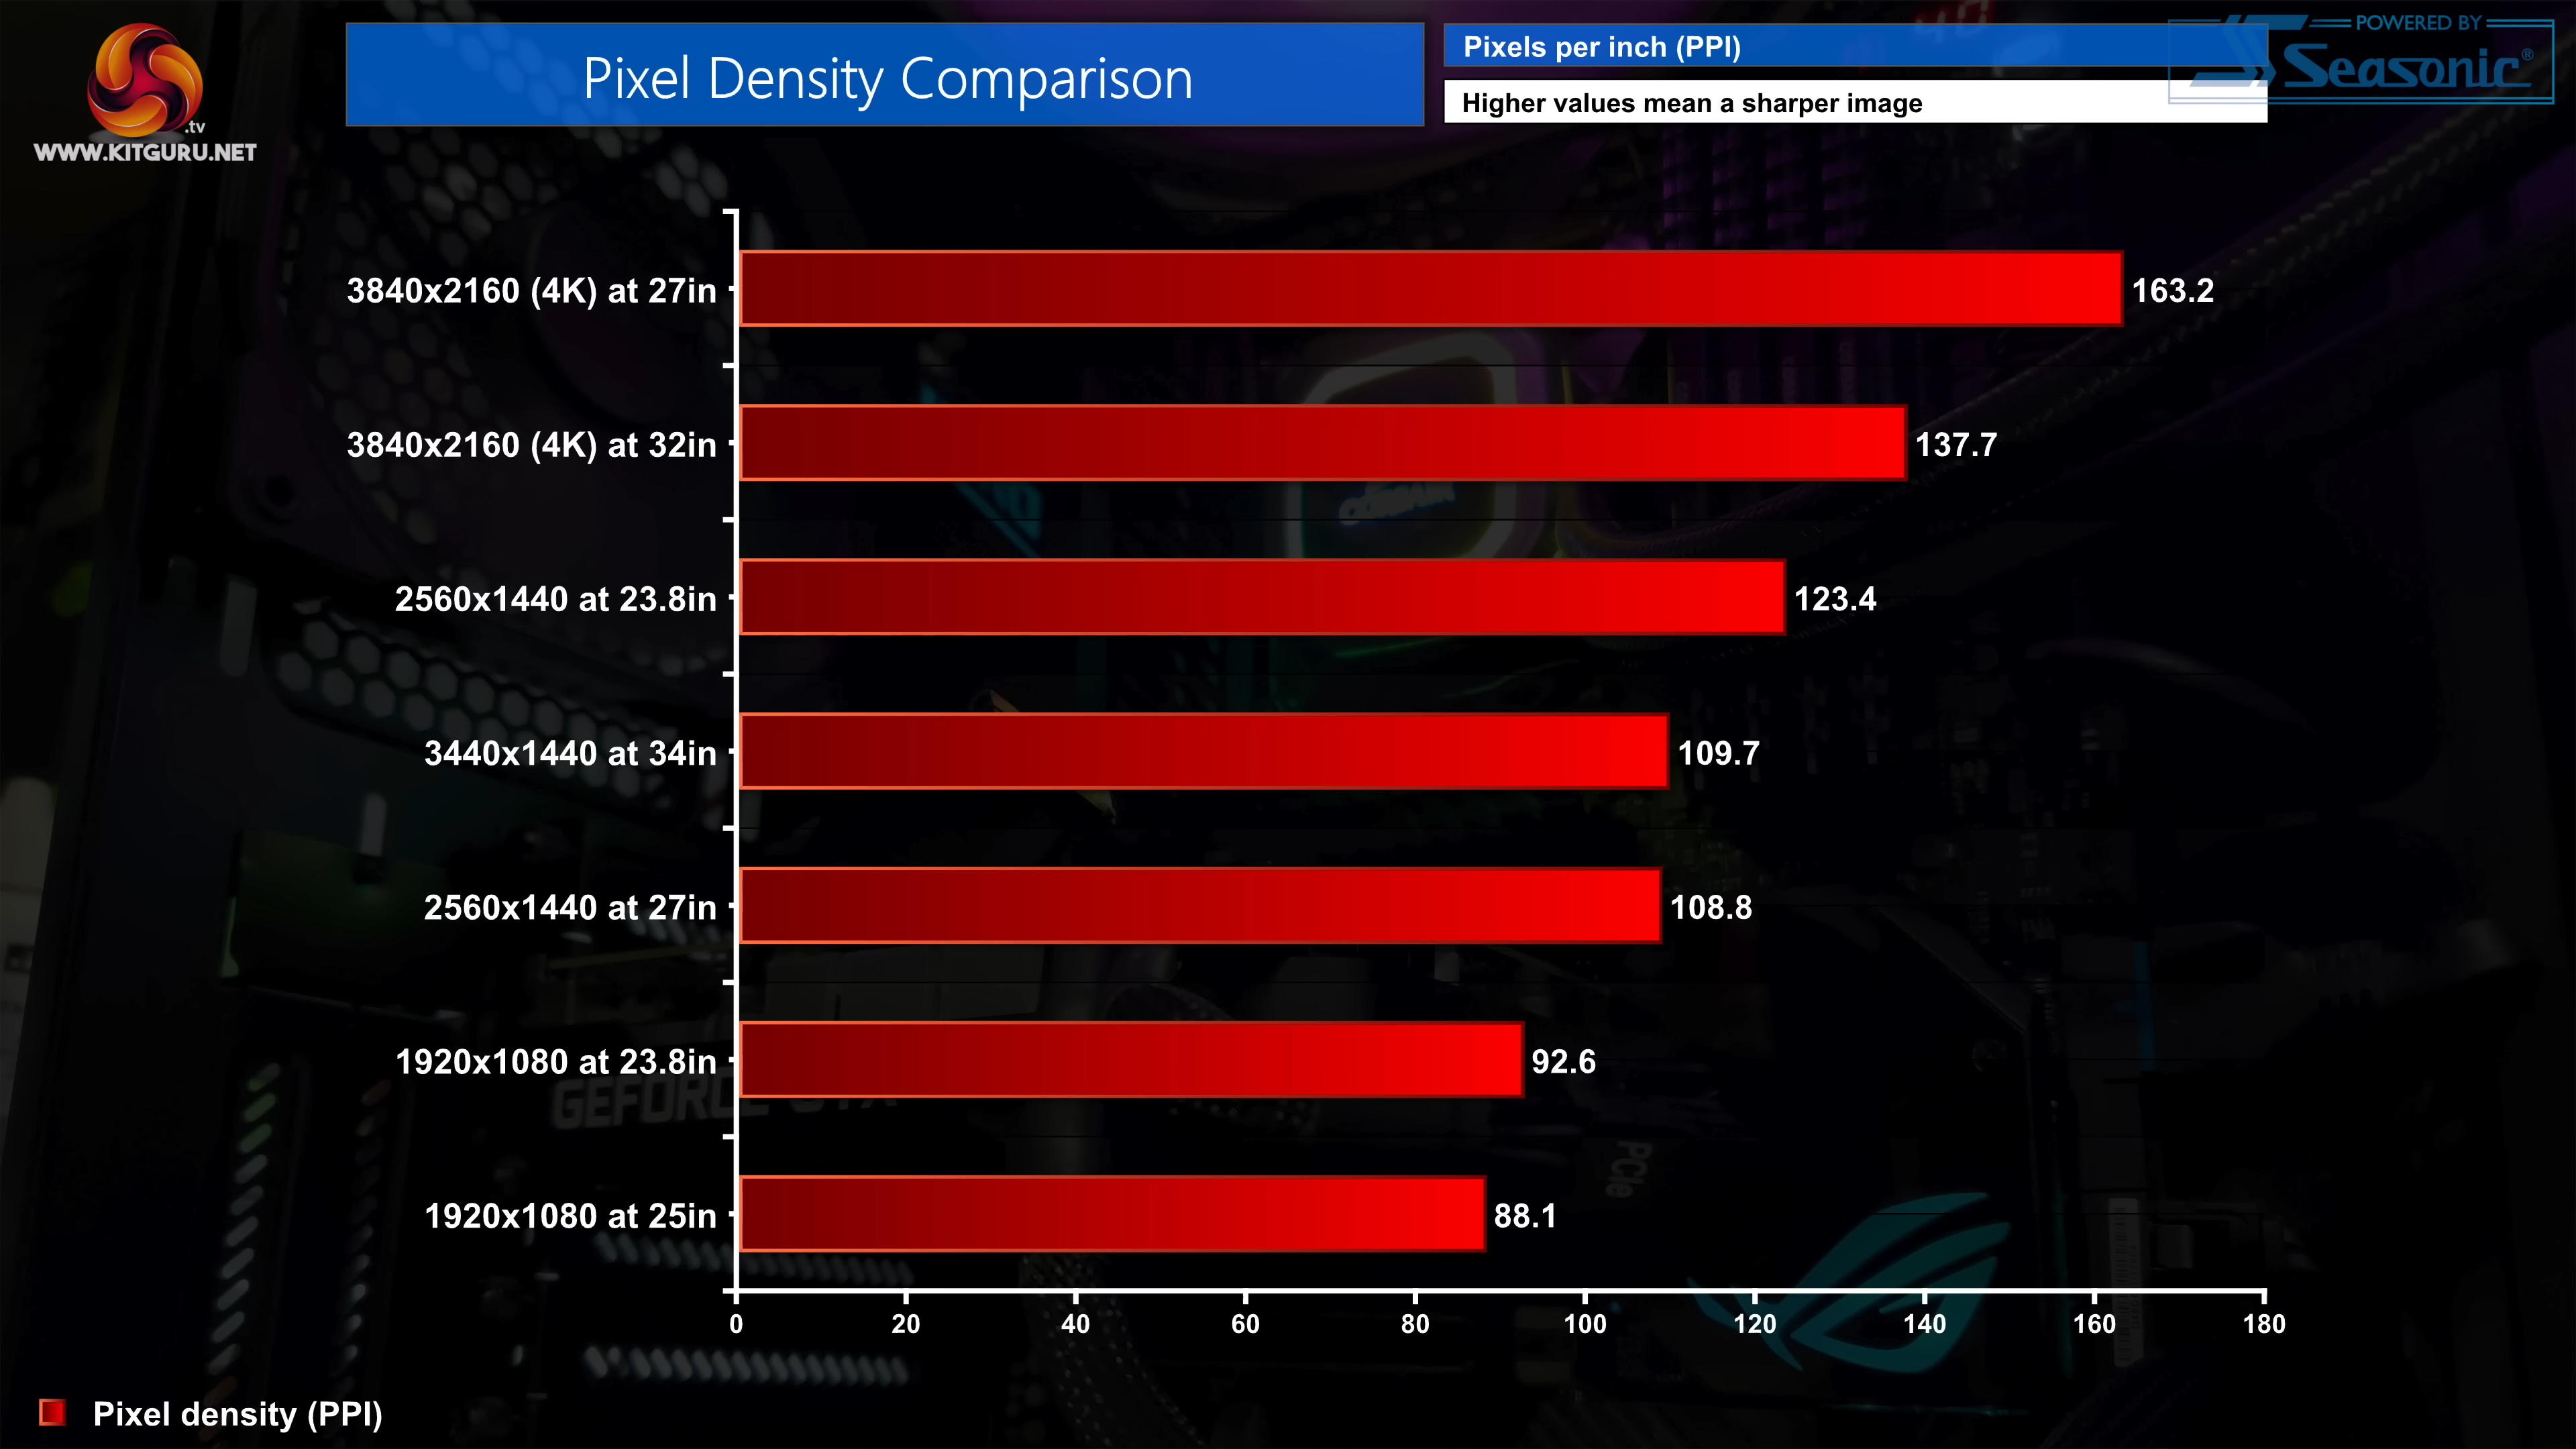 .tv
WWW.KITGURU.NET
Pixel Density Comparison
Pixels per inch (PPI)
Higher values mean a sharper image
POWERED BY
Seasonic®
3840x2160 (4K) at 27in
163.2
3840x2160 (4K) at 32in
137.7
2560x1440 at 23.8in
123.4
3440x1440 at 34in
109.7
2560x1440 at 27in
108.8
1920x1080 at 23.8in
92.6
1920x1080 at 25in
88.1
GEFORCE
PCIe
0 20 40 60 80 100 120 140 160 180
Pixel density (PPI)